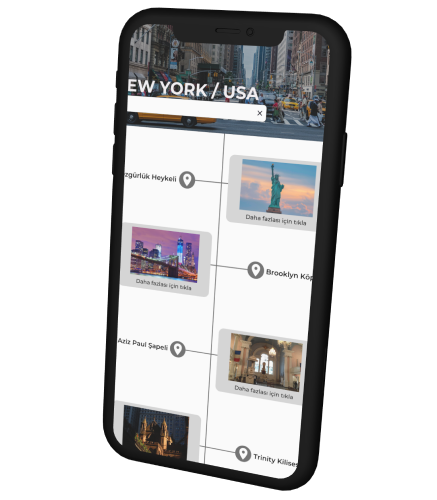 EW YORK / USA
×
zgürlük Heykeli
Daha fazlası için tıkla
Brooklyn Köp
Daha fazlası için tıkla
Aziz Paul Şapeli
Daha fazlası için tıkla
Trinity Kilises